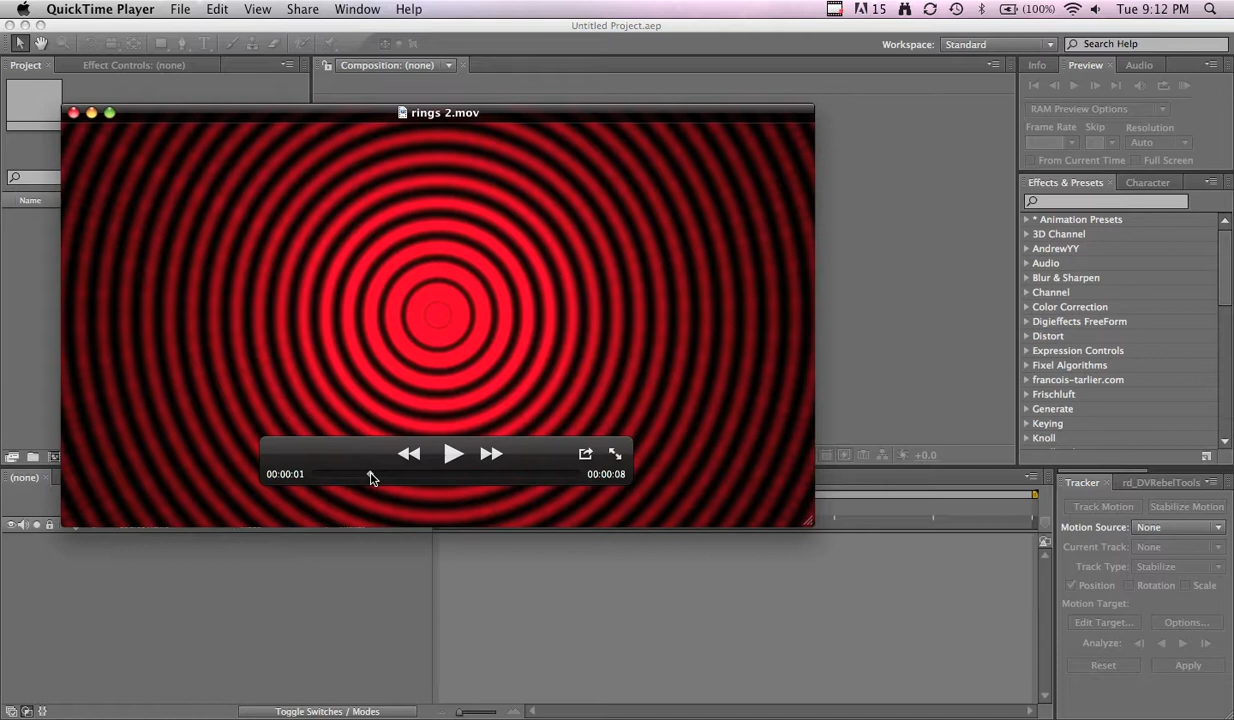 QuickTime Player File Edit View Share Window Help 15 (100%) Tue 9:12 PM
Untitled Project.aep
Workspace: Standard Search Help
Project Effect Controls: (none) Composition: (none) Info Preview Audio
RAM Preview Options
Frame Rate Skip Resolution
Auto
From Current Time Full Screen
rings 2.mov
00:00:01 00:00:08
Name
Effects & Presets Character
* Animation Presets
3D Channel
AndrewYY
Audio
Blur & Sharpen
Channel
Color Correction
Digieffects FreeForm
Distort
Expression Controls
Fixel Algorithms
francois-tarlier.com
Frischluft
Generate
Keying
Knoll
+0.0
(none)
Tracker rd_DVRebelTools
Track Motion Stabilize Motion
Motion Source: None
Current Track: None
Track Type: Stabilize
Position Rotation Scale
Motion Target:
Edit Target... Options...
Analyze:
Reset Apply
Toggle Switches / Modes